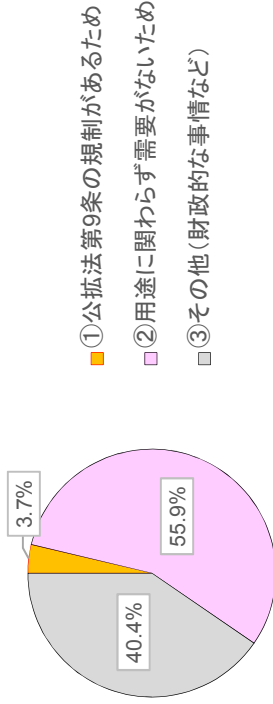 3.7%
55.9%
40.4%
①公拡法第9条の規制があるため
②用途に関わらず需要がないため
③その他(財政的な事情など)